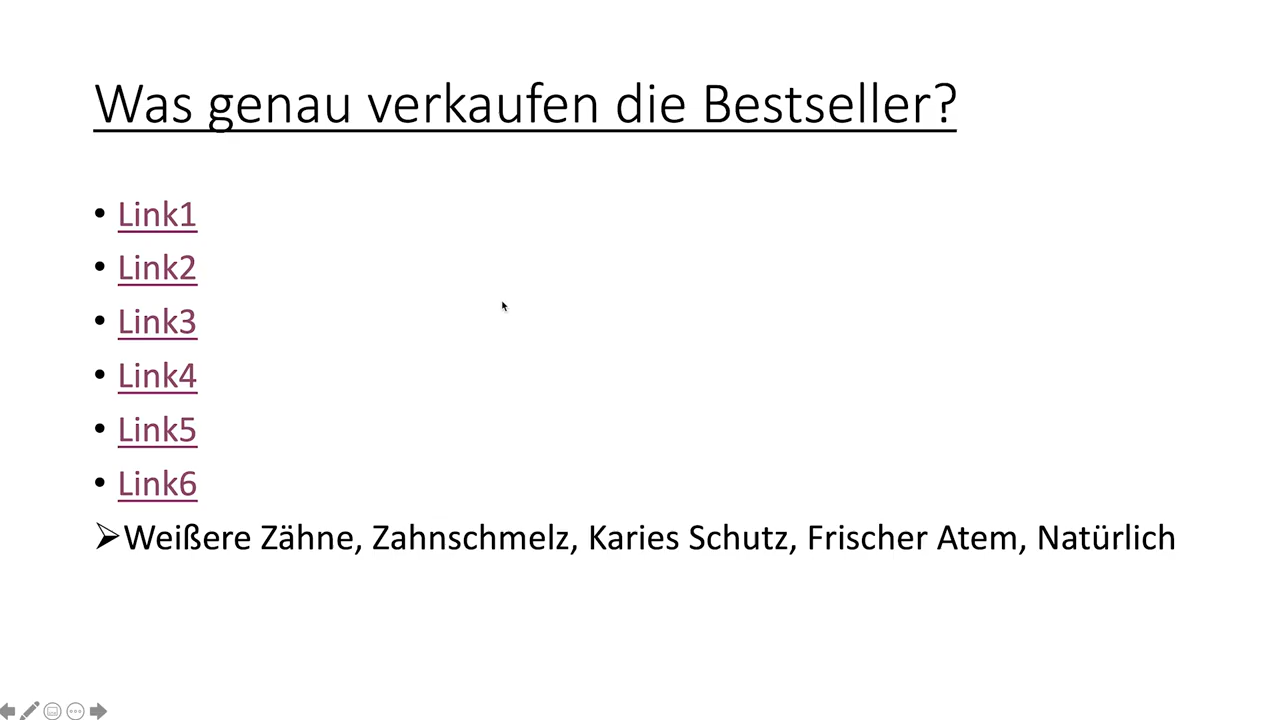 Was genau verkaufen die Bestseller?
• Link1
• Link2
• Link3
• Link4
• Link5
• Link6
➢Weißere Zähne, Zahnschmelz, Karies Schutz, Frischer Atem, Natürlich